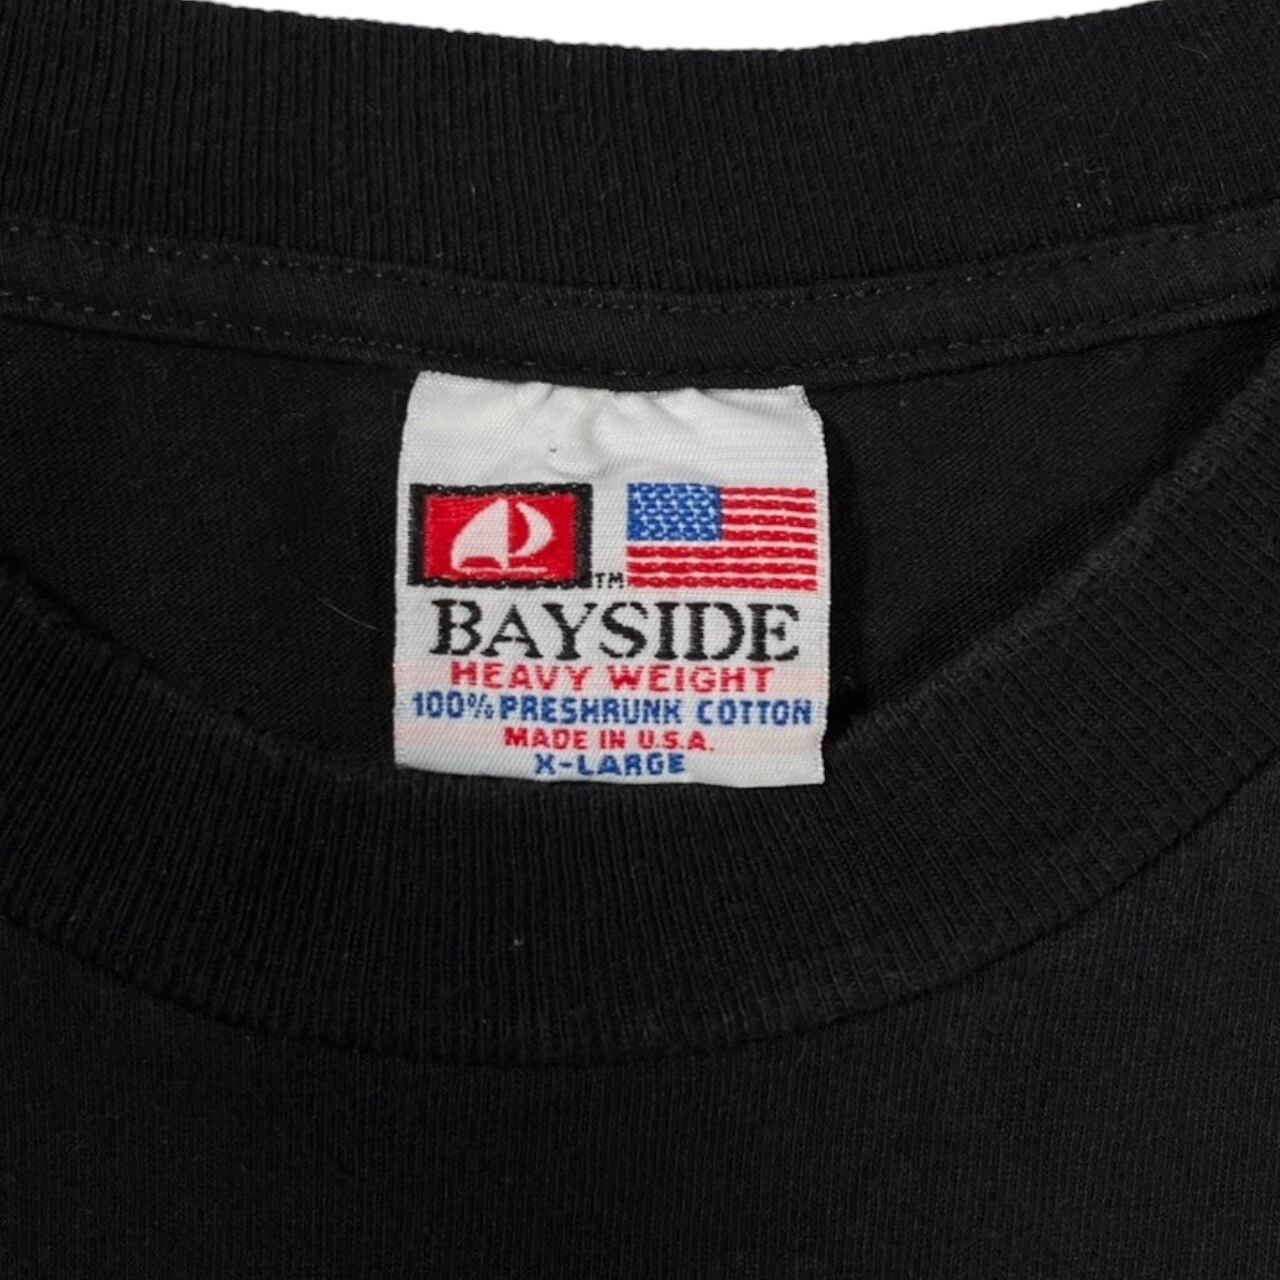 TM
BAYSIDE
HEAVY WEIGHT
100% PRESHRUNK COTTON
MADE IN U.S.A.
X-LARGE